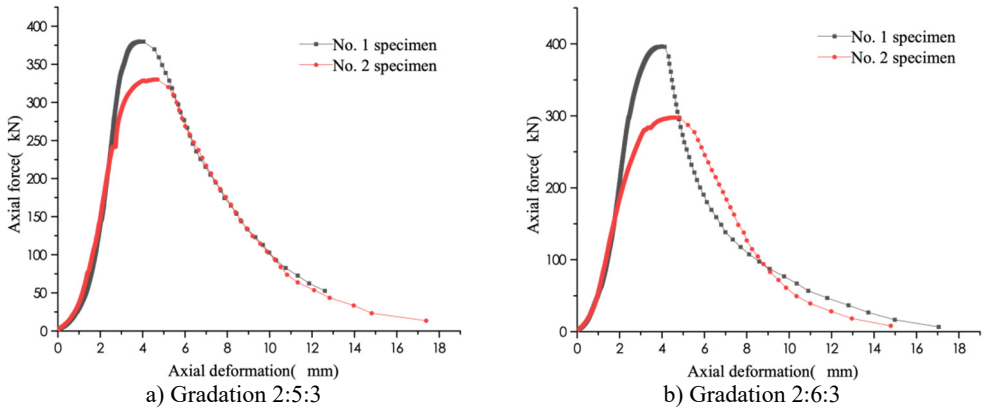 400
350
300
250
200
150
100
50
0
Axial force( kN)
No. 1 specimen
No. 2 specimen
0 2 4 6 8 10 12 14 16 18
Axial deformation( mm)
a) Gradation 2:5:3
400
300
200
100
0
Axial force( kN)
No. 1 specimen
No. 2 specimen
0 2 4 6 8 10 12 14 16 18
Axial deformation( mm)
b) Gradation 2:6:3